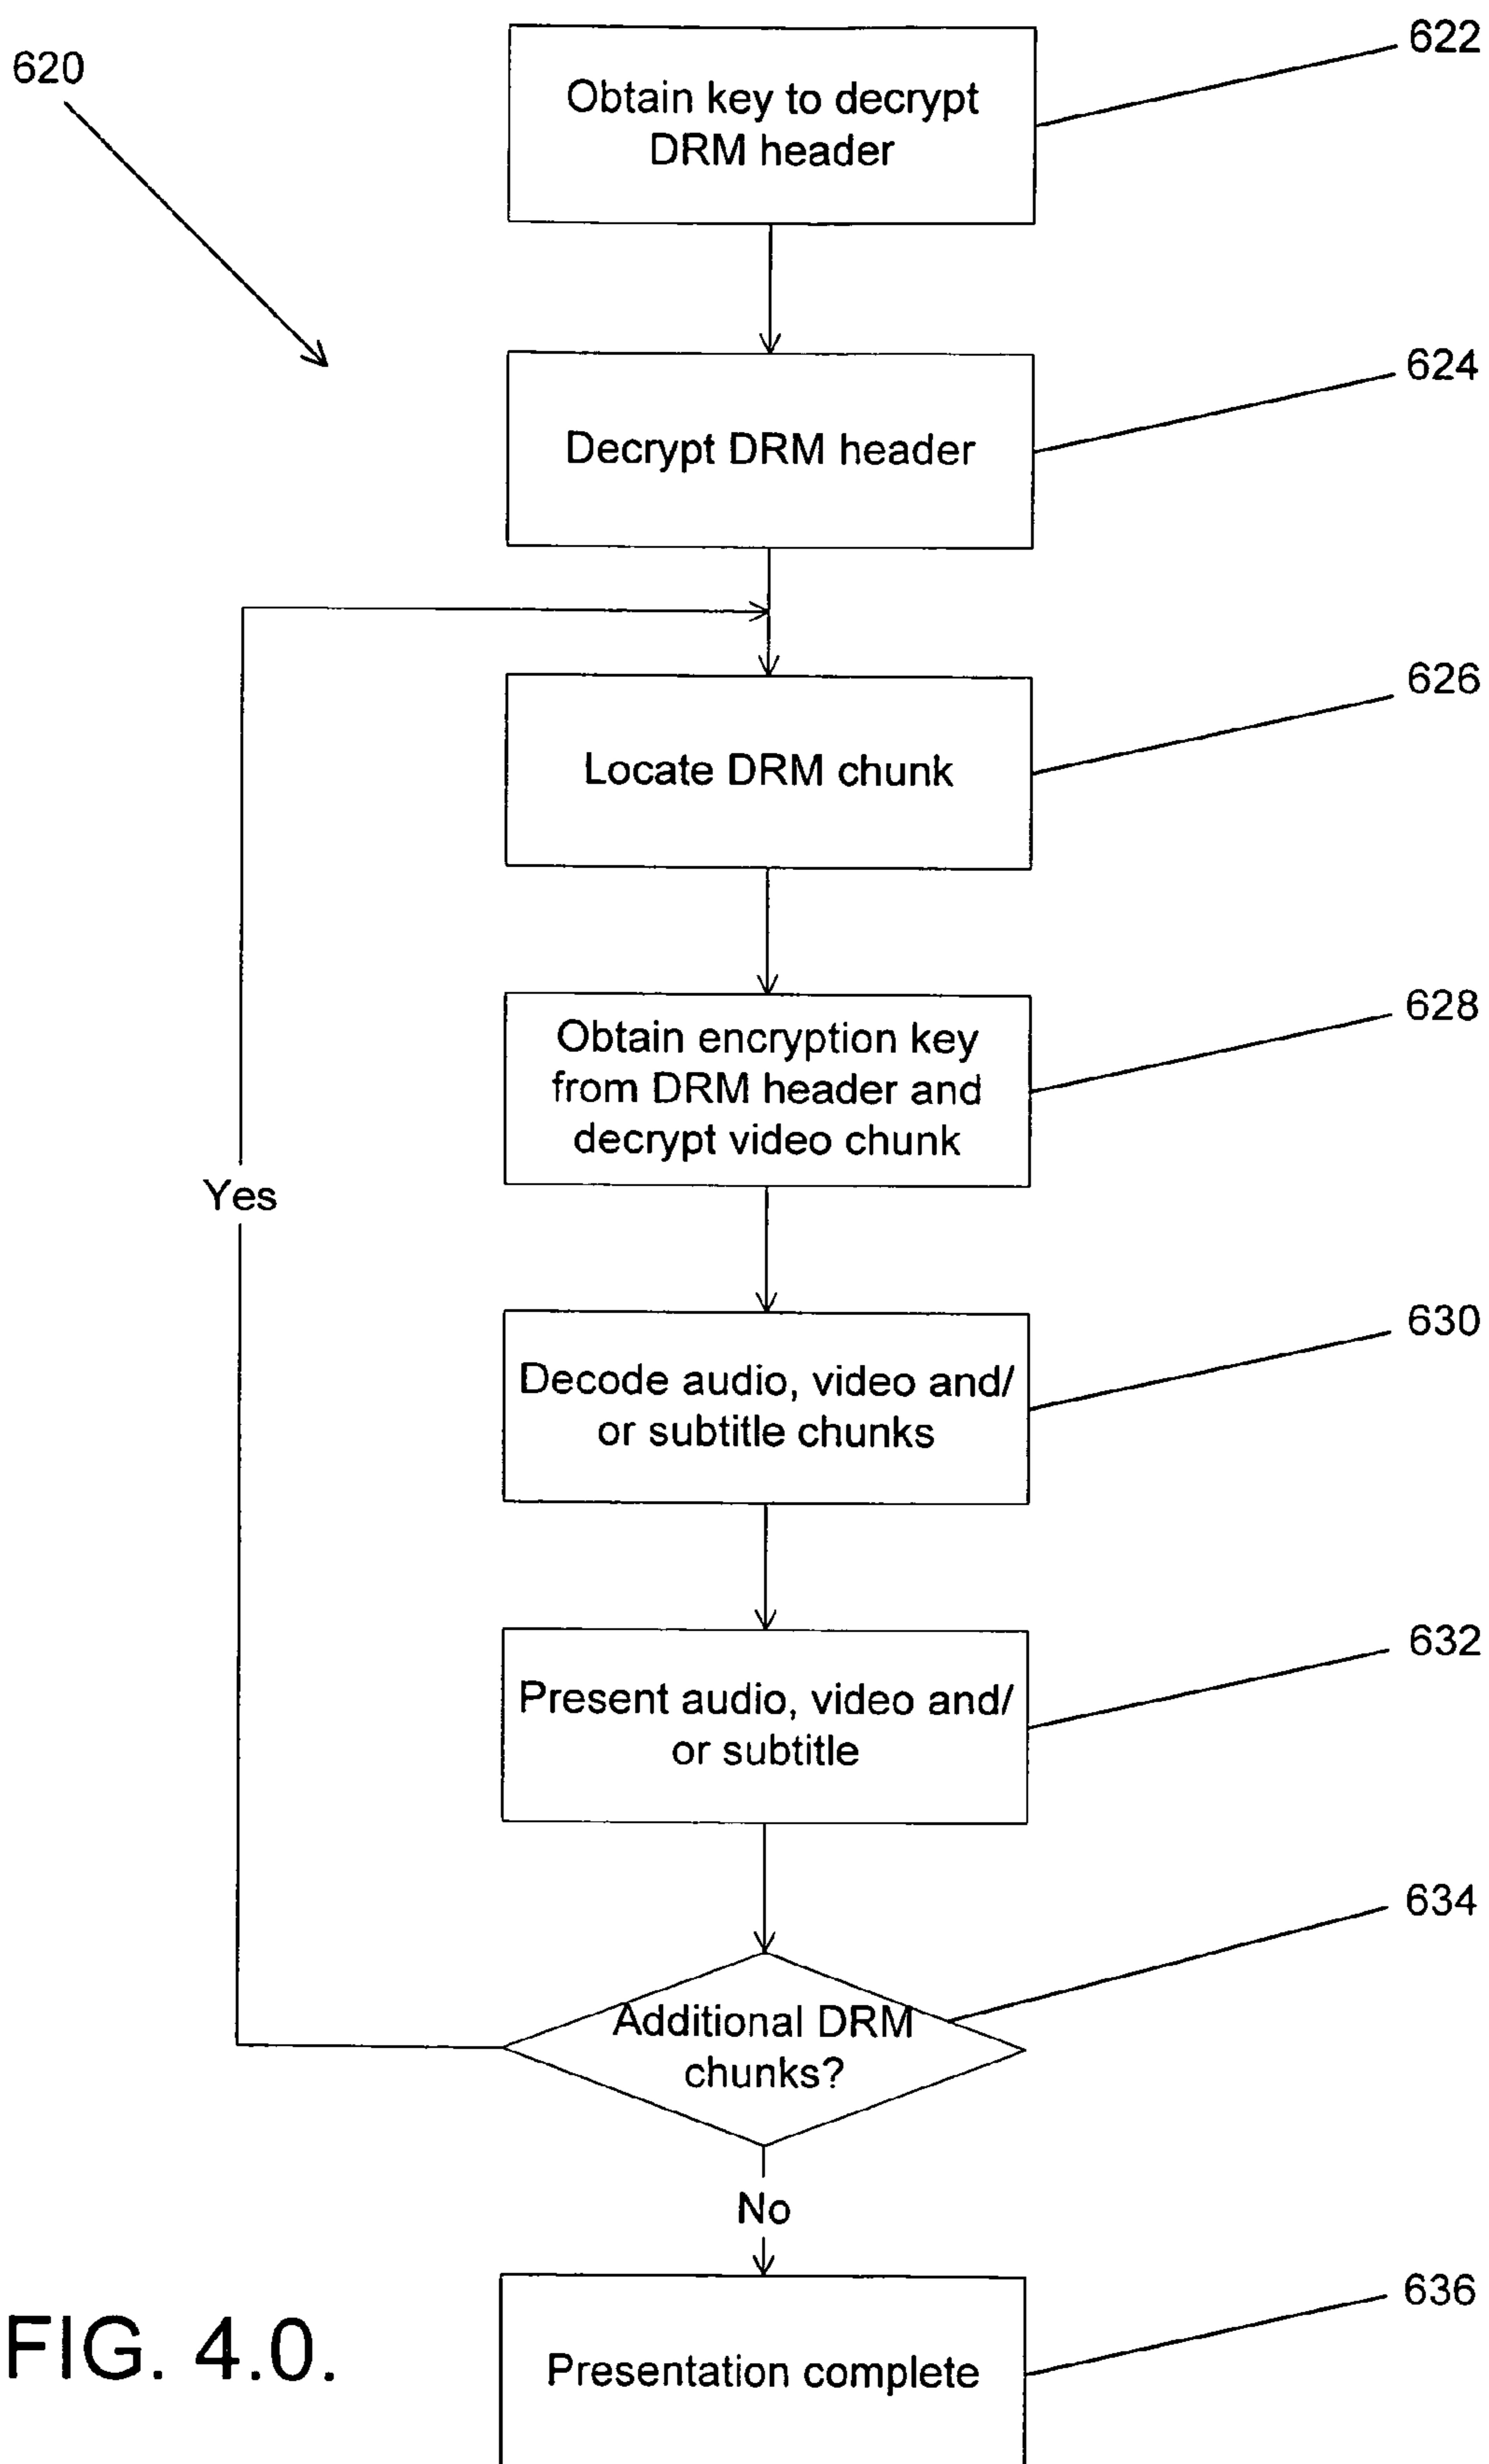 620
622
Obtain key to decrypt
DRM header
624
Decrypt DRM header
626
Locate DRM chunk
628
Obtain encryption key
from DRM header and
decrypt video chunk
Yes
630
Decode audio, video and/
or subtitle chunks
632
Present audio, video and/
or subtitle
634
Additional DRM
chunks?
No
636
Presentation complete
FIG. 4.0.